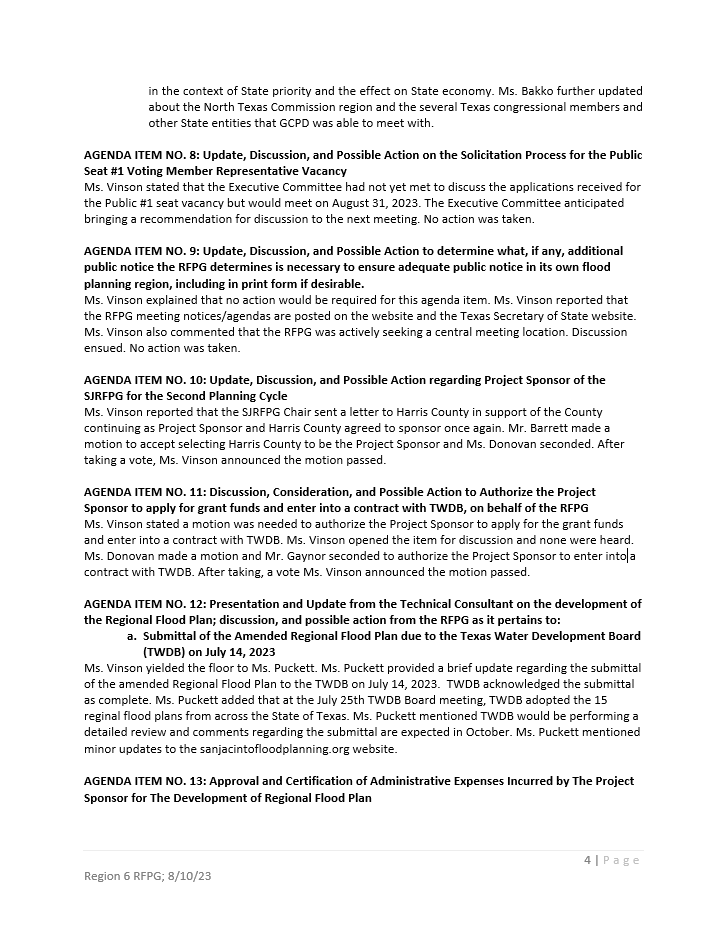 in the context of State priority and the effect on State economy. Ms. Bakko further updated
about the North Texas Commission region and the several Texas congressional members and
other State entities that GCPD was able to meet with.
AGENDA ITEM NO. 8: Update, Discussion, and Possible Action on the Solicitation Process for the Public
Seat #1 Voting Member Representative Vacancy
Ms. Vinson stated that the Executive Committee had not yet met to discuss the applications received for
the Public #1 seat vacancy but would meet on August 31, 2023. The Executive Committee anticipated
bringing a recommendation for discussion to the next meeting. No action was taken.
AGENDA ITEM NO. 9: Update, Discussion, and Possible Action to determine what, if any, additional
public notice the RFPG determines is necessary to ensure adequate public notice in its own flood
planning region, including in print form if desirable.
Ms. Vinson explained that no action would be required for this agenda item. Ms. Vinson reported that
the RFPG meeting notices/agendas are posted on the website and the Texas Secretary of State website.
Ms. Vinson also commented that the RFPG was actively seeking a central meeting location. Discussion
ensued. No action was taken.
AGENDA ITEM NO. 10: Update, Discussion, and Possible Action regarding Project Sponsor of the
SJRFPG for the Second Planning Cycle
Ms. Vinson reported that the SJRFPG Chair sent a letter to Harris County in support of the County
continuing as Project Sponsor and Harris County agreed to sponsor once again. Mr. Barrett made a
motion to accept selecting Harris County to be the Project Sponsor and Ms. Donovan seconded. After
taking a vote, Ms. Vinson announced the motion passed.
AGENDA ITEM NO. 11: Discussion, Consideration, and Possible Action to Authorize the Project
Sponsor to apply for grant funds and enter into a contract with TWDB, on behalf of the RFPG
Ms. Vinson stated a motion was needed to authorize the Project Sponsor to apply for the grant funds
and enter into a contract with TWDB. Ms. Vinson opened the item for discussion and none were heard.
Ms. Donovan made a motion and Mr. Gaynor seconded to authorize the Project Sponsor to enter into a
contract with TWDB. After taking, a vote Ms. Vinson announced the motion passed.
AGENDA ITEM NO. 12: Presentation and Update from the Technical Consultant on the development of
the Regional Flood Plan; discussion, and possible action from the RFPG as it pertains to:
a. Submittal of the Amended Regional Flood Plan due to the Texas Water Development Board
(TWDB) on July 14, 2023
Ms. Vinson yielded the floor to Ms. Puckett. Ms. Puckett provided a brief update regarding the submittal
of the amended Regional Flood Plan to the TWDB on July 14, 2023. TWDB acknowledged the submittal
as complete. Ms. Puckett added that at the July 25th TWDB Board meeting, TWDB adopted the 15
reginal flood plans from across the State of Texas. Ms. Puckett mentioned TWDB would be performing a
detailed review and comments regarding the submittal are expected in October. Ms. Puckett mentioned
minor updates to the sanjacintofloodplanning.org website.
AGENDA ITEM NO. 13: Approval and Certification of Administrative Expenses Incurred by The Project
Sponsor for The Development of Regional Flood Plan
4 | Page
Region 6 RFPG; 8/10/23